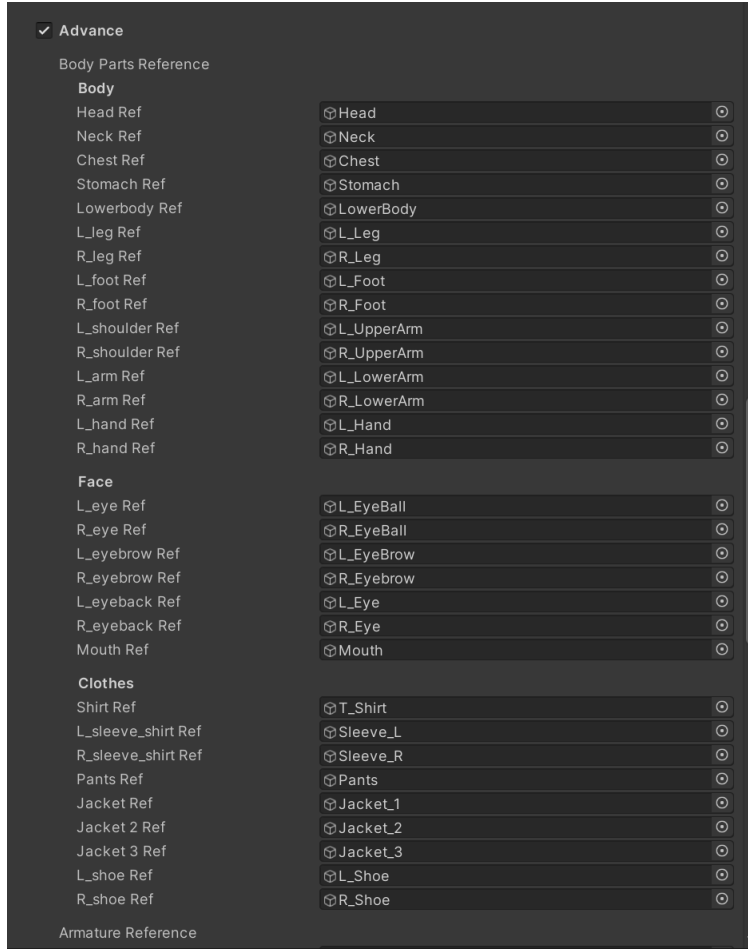 Advance
Body Parts Reference
Body
Head Ref Head
Neck Ref Neck
Chest Ref Chest
Stomach Ref Stomach
Lowerbody Ref LowerBody
L_leg Ref L_Leg
R_leg Ref R_Leg
L_foot Ref L_Foot
R_foot Ref R_Foot
L_shoulder Ref L_UpperArm
R_shoulder Ref R_UpperArm
L_arm Ref L_LowerArm
R_arm Ref R_LowerArm
L_hand Ref L_Hand
R_hand Ref R_Hand
Face
L_eye Ref L_EyeBall
R_eye Ref R_EyeBall
L_eyebrow Ref L_EyeBrow
R_eyebrow Ref R_Eyebrow
L_eyeback Ref L_Eye
R_eyeback Ref R_Eye
Mouth Ref Mouth
Clothes
Shirt Ref T_Shirt
L_sleeve_shirt Ref Sleeve_L
R_sleeve_shirt Ref Sleeve_R
Pants Ref Pants
Jacket Ref Jacket_1
Jacket 2 Ref Jacket_2
Jacket 3 Ref Jacket_3
L_shoe Ref L_Shoe
R_shoe Ref R_Shoe
Armature Reference